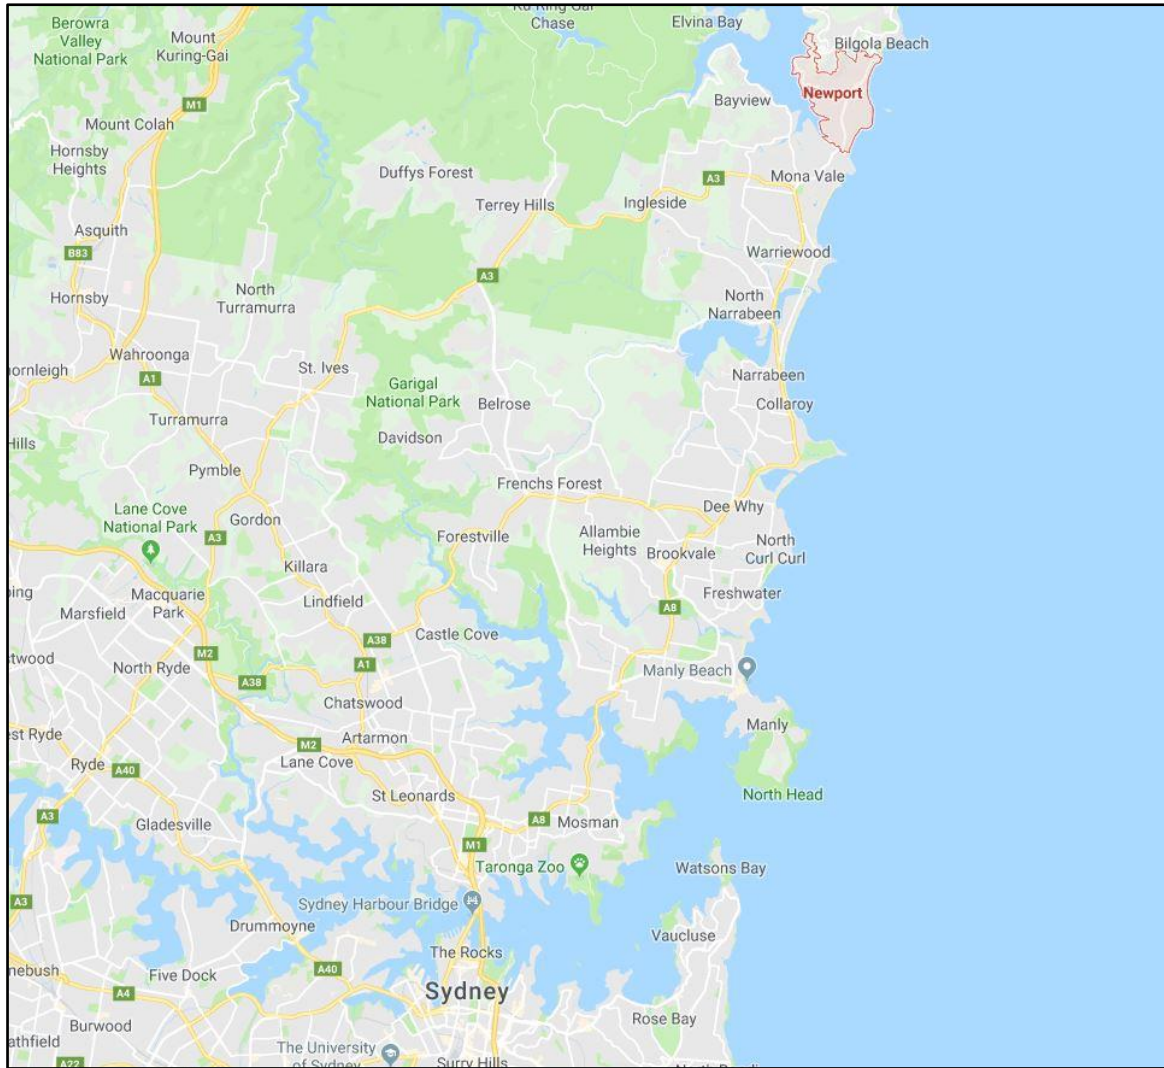 Ku Ring Gai
Chase
Elvina Bay
Berowra
Valley
National Park
Mount
Kuring-Gai
Bilgola Beach
Newport
Bayview
M1
Mount Colah
Hornsby
Heights
Duffys Forest
Mona Vale
A3
Terrey Hills
Ingleside
Asquith
B83
Warriewood
A3
North
Turramurra
Hornsby
North
Narrabeen
Wahroonga
St. Ives
ornleigh
A1
Narrabeen
Garigal
National Park
Belrose
Collaroy
Turramurra
Davidson
Hills
Pymble
Frenchs Forest
Dee Why
Lane Cove
National Park
Gordon
A3
Forestville
Allambie
Heights
Brookvale
North
Curl Curl
Killara
ping
Macquarie
Park
Marsfield
Lindfield
Freshwater
A8
A38
Castle Cove
M2
A1
stwood
North Ryde
A38
Manly Beach
Chatswood
Manly
est Ryde
M2
Artarmon
Lane Cove
Ryde
A40
St Leonards
North Head
A3
Gladesville
A8
Mosman
M1
Taronga Zoo
Watsons Bay
A3
Sydney Harbour Bridge
Drummoyne
Vaucluse
The Rocks
nebush
Five Dock
A40
Sydney
A4
Burwood
Rose Bay
athfield
The University
of Sydney
Surry Hills
A22